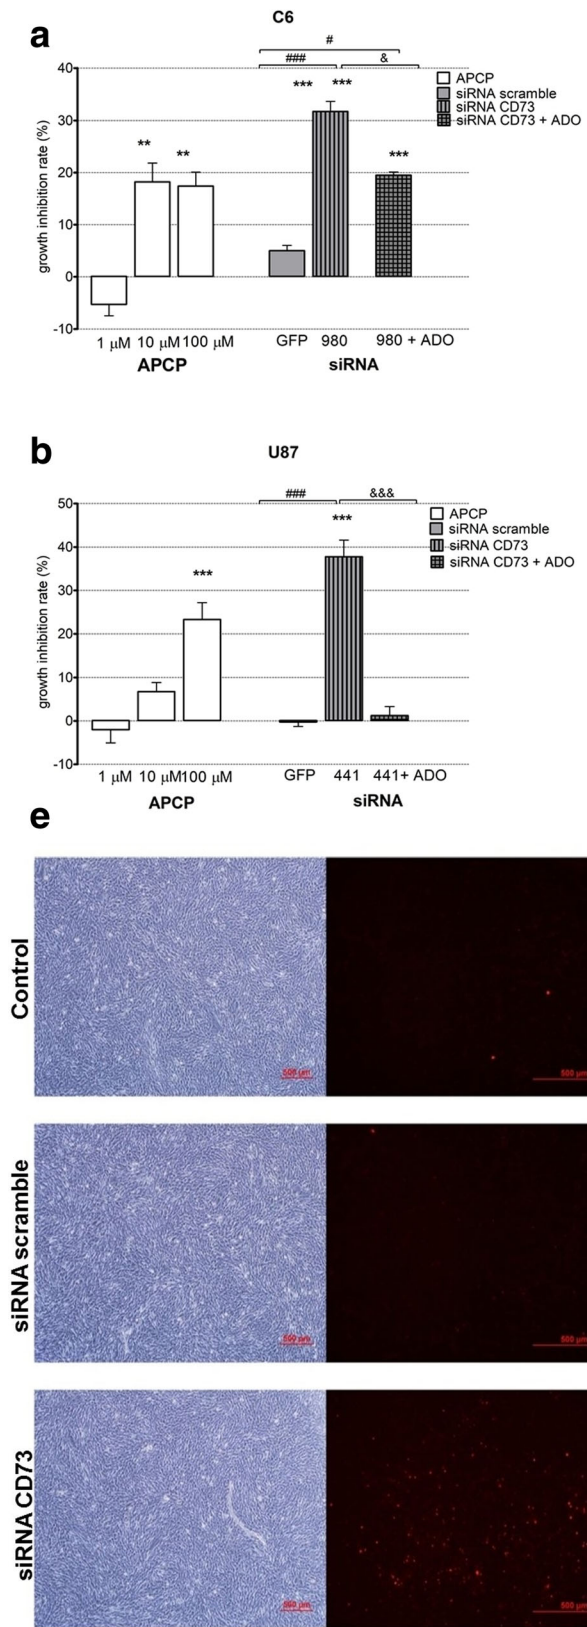 a
C6
#
###
&
***
***
**
**
***
APCP
siRNA scramble
siRNA CD73
siRNA CD73 + ADO
growth inhibition rate (%)
40
30
20
10
0
-10
1 μM
10 μM
100 μM
GFP
980
980 + ADO
APCP
siRNA
b
U87
###
&&&
***
***
APCP
siRNA scramble
siRNA CD73
siRNA CD73 + ADO
growth inhibition rate (%)
50
40
30
20
10
0
-10
1 μM
10 μM
100 μM
GFP
441
441+ ADO
APCP
siRNA
e
Control
500 μm
500 μm
siRNA scramble
500 μm
500 μm
siRNA CD73
500 μm
500 μm